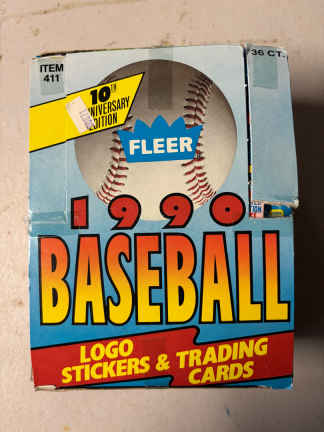 ITEM
411
36 CT.
10TH
ANNIVERSARY
EDITION
FLEER
1990
BASEBALL
LOGO
STICKERS & TRADING
CARDS